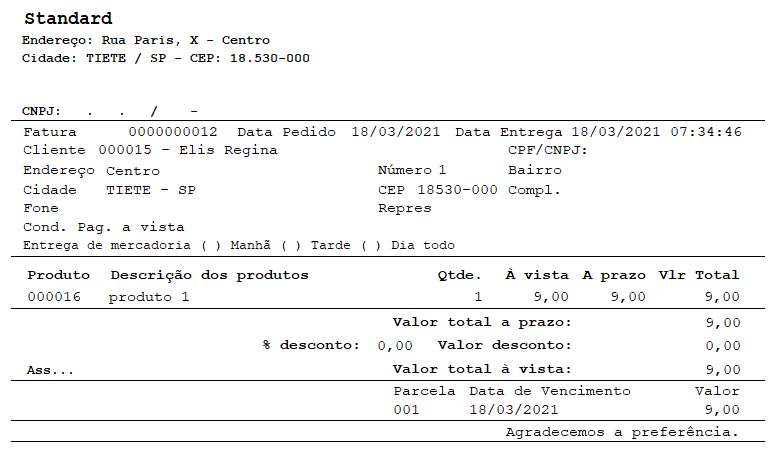 Standard
Endereço: Rua Paris, X - Centro
Cidade: TIETE / SP - CEP: 18.530-000
CNPJ:   .   .   /    -
Fatura 0000000012 Data Pedido 18/03/2021 Data Entrega 18/03/2021 07:34:46
Cliente 000015 - Elis Regina CPF/CNPJ:
Endereço Centro Número 1 Bairro
Cidade TIETE - SP CEP 18530-000 Compl.
Fone Repres
Cond. Pag. a vista
Entrega de mercadoria ( ) Manhã ( ) Tarde ( ) Dia todo
Produto Descrição dos produtos Qtde. À vista A prazo Vlr Total
000016 produto 1 1 9,00 9,00 9,00
Valor total a prazo: 9,00
% desconto: 0,00 Valor desconto: 0,00
Ass... Valor total à vista: 9,00
Parcela Data de Vencimento Valor
001 18/03/2021 9,00
Agradecemos a preferência.